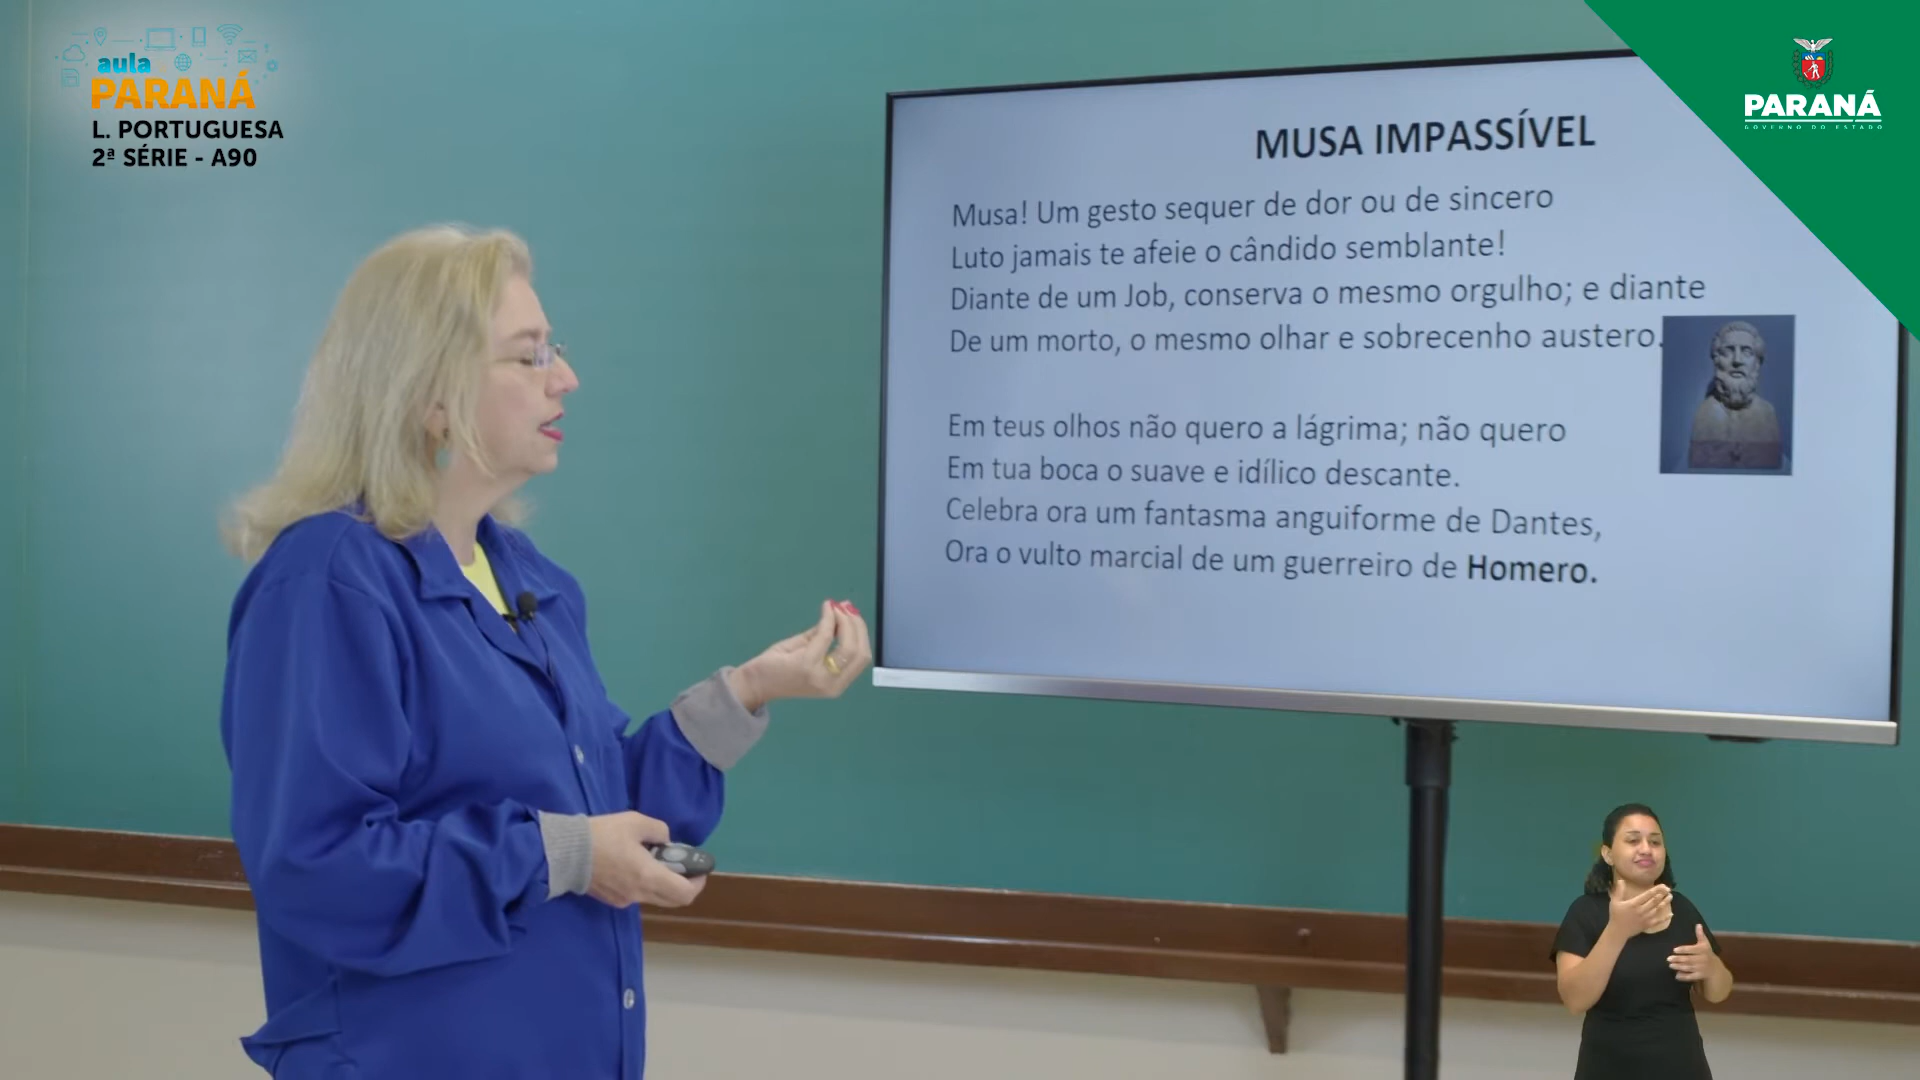 aula
PARANÁ
L. PORTUGUESA
2ª SÉRIE - A90
PARANÁ
GOVERNO DO ESTADO
MUSA IMPASSÍVEL
Musa! Um gesto sequer de dor ou de sincero
Luto jamais te afeie o cândido semblante!
Diante de um Job, conserva o mesmo orgulho; e diante
De um morto, o mesmo olhar e sobrecenho austero.
Em teus olhos não quero a lágrima; não quero
Em tua boca o suave e idílico descante.
Celebra ora um fantasma anguiforme de Dantes,
Ora o vulto marcial de um guerreiro de Homero.